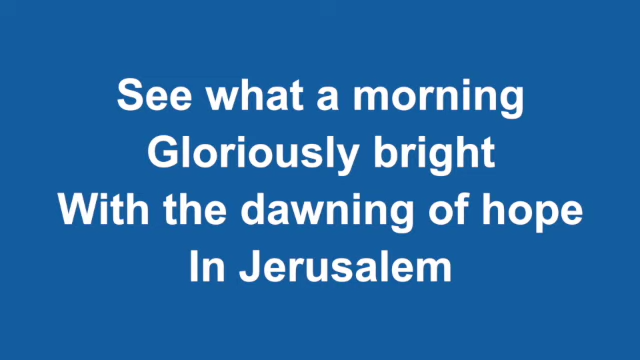 See what a morning
Gloriously bright
With the dawning of hope
In Jerusalem